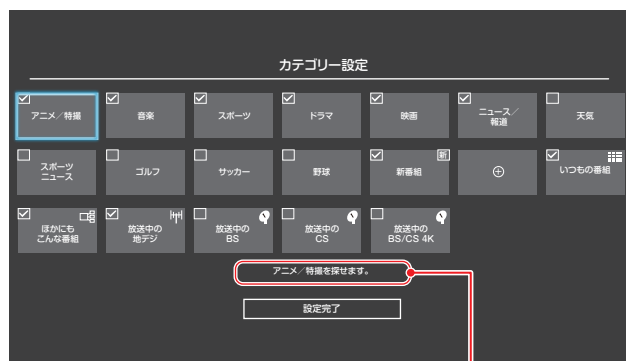 カテゴリー設定
アニメ／特撮
音楽
スポーツ
ドラマ
映画
ニュース／
報道
天気
スポーツ
ニュース
ゴルフ
サッカー
野球
新
新番組
いつもの番組
ほかにも
こんな番組
放送中の
地デジ
放送中の
BS
放送中の
CS
放送中の
BS/CS 4K
アニメ／特撮を探せます。
設定完了